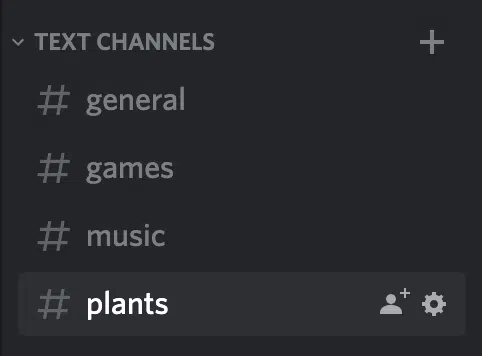 TEXT CHANNELS
# general
# games
# music
# plants